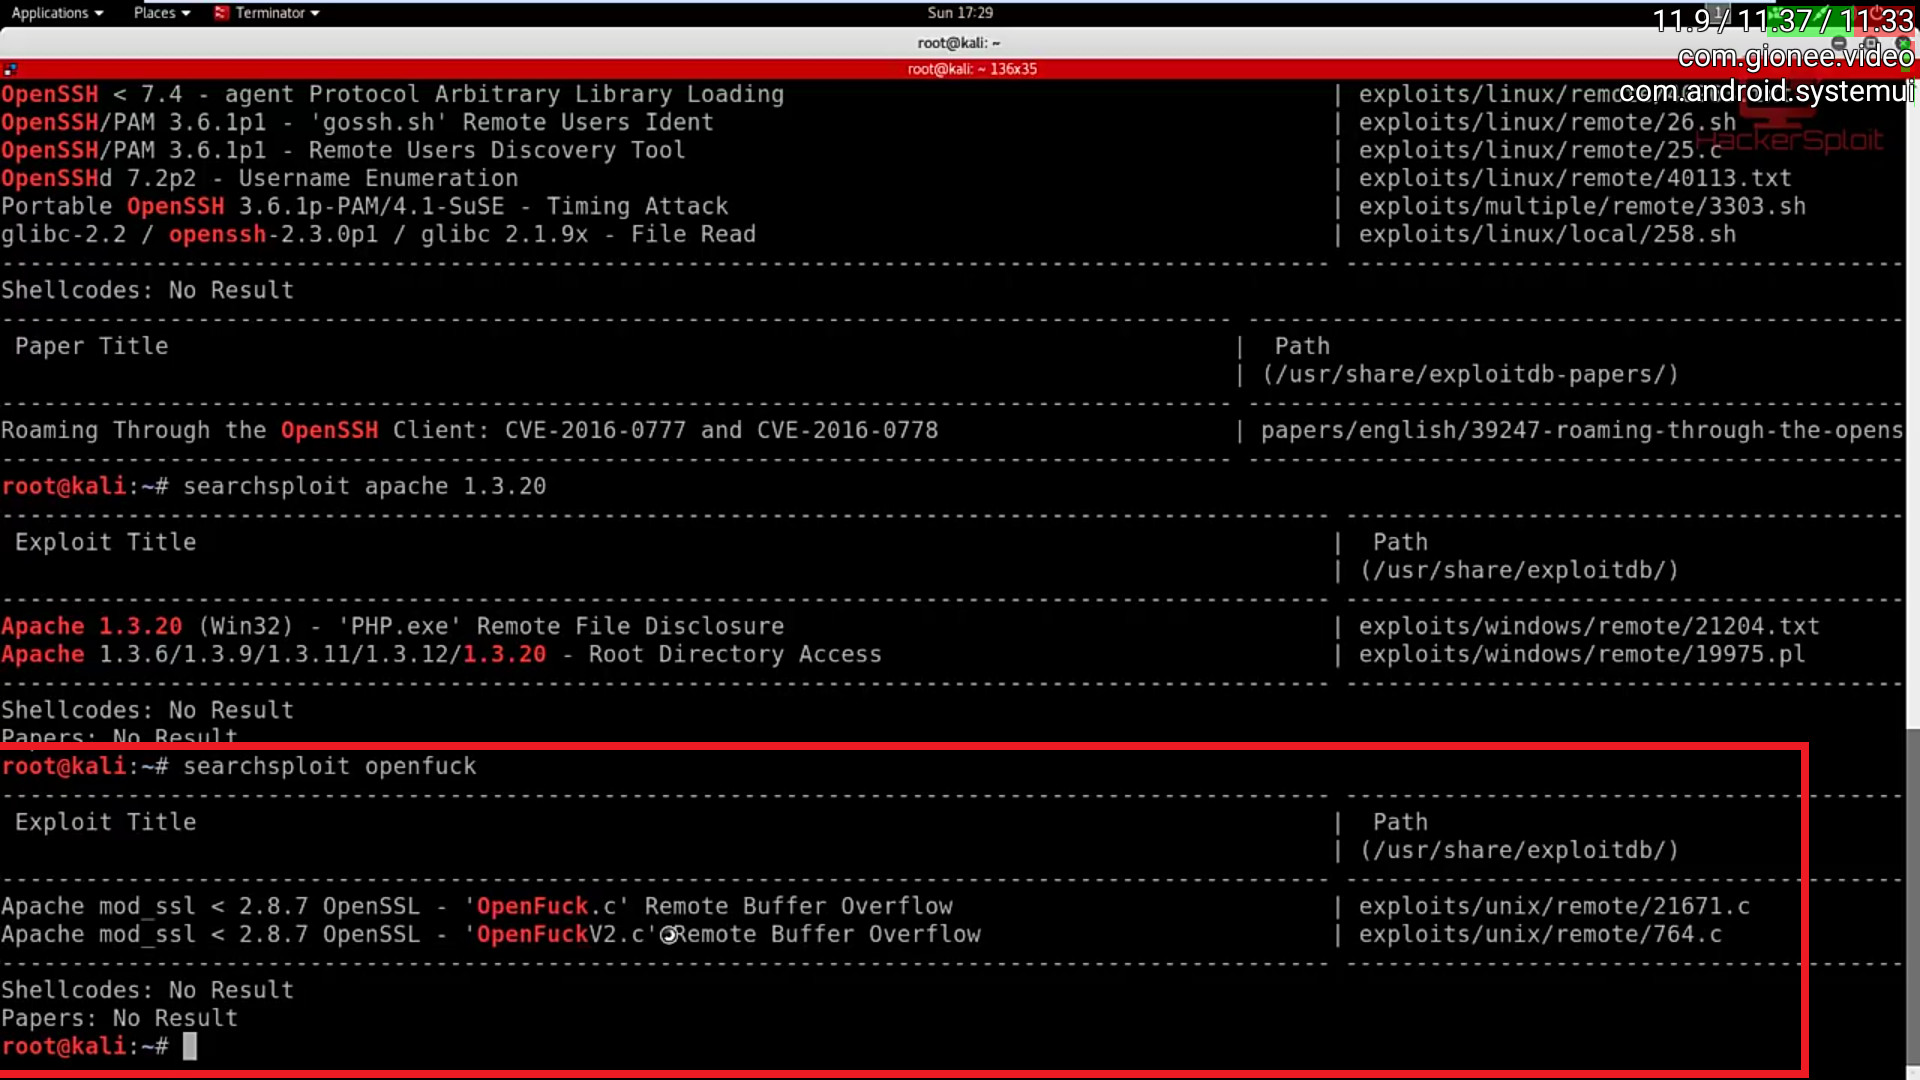 Applications ▾ Places ▾ Terminator ▾ Sun 17:29 1
11.9 / 11.37 / 11.33
root@kali: ~
com.gionee.video
root@kali: ~ 136x35
com.android.systemui
HackerSploit
OpenSSH < 7.4 - agent Protocol Arbitrary Library Loading | exploits/linux/remote/
OpenSSH/PAM 3.6.1p1 - 'gossh.sh' Remote Users Ident | exploits/linux/remote/26.sh
OpenSSH/PAM 3.6.1p1 - Remote Users Discovery Tool | exploits/linux/remote/25.c
OpenSSHd 7.2p2 - Username Enumeration | exploits/linux/remote/40113.txt
Portable OpenSSH 3.6.1p-PAM/4.1-SuSE - Timing Attack | exploits/multiple/remote/3303.sh
glibc-2.2 / openssh-2.3.0p1 / glibc 2.1.9x - File Read | exploits/linux/local/258.sh
Shellcodes: No Result
Paper Title | Path
| (/usr/share/exploitdb-papers/)
Roaming Through the OpenSSH Client: CVE-2016-0777 and CVE-2016-0778 | papers/english/39247-roaming-through-the-opens
root@kali:~# searchsploit apache 1.3.20
Exploit Title | Path
| (/usr/share/exploitdb/)
Apache 1.3.20 (Win32) - 'PHP.exe' Remote File Disclosure | exploits/windows/remote/21204.txt
Apache 1.3.6/1.3.9/1.3.11/1.3.12/1.3.20 - Root Directory Access | exploits/windows/remote/19975.pl
Shellcodes: No Result
Papers: No Result
root@kali:~# searchsploit openfuck
Exploit Title | Path
| (/usr/share/exploitdb/)
Apache mod_ssl < 2.8.7 OpenSSL - 'OpenFuck.c' Remote Buffer Overflow | exploits/unix/remote/21671.c
Apache mod_ssl < 2.8.7 OpenSSL - 'OpenFuckV2.c' Remote Buffer Overflow | exploits/unix/remote/764.c
Shellcodes: No Result
Papers: No Result
root@kali:~#